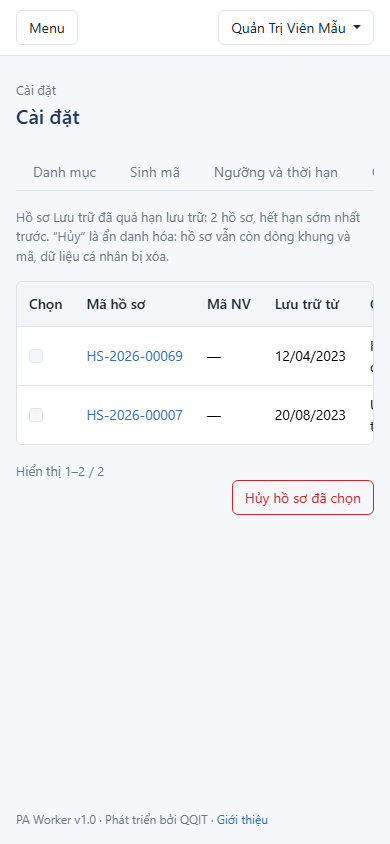 Menu
Quản Trị Viên Mẫu
Cài đặt
Cài đặt
Danh mục Sinh mã Ngưỡng và thời hạn
Hồ sơ Lưu trữ đã quá hạn lưu trữ: 2 hồ sơ, hết hạn sớm nhất
trước. “Hủy” là ẩn danh hóa: hồ sơ vẫn còn dòng khung và
mã, dữ liệu cá nhân bị xóa.
Chọn Mã hồ sơ Mã NV Lưu trữ từ
HS-2026-00069 — 12/04/2023
HS-2026-00007 — 20/08/2023
Hiển thị 1–2 / 2
Hủy hồ sơ đã chọn
PA Worker v1.0 · Phát triển bởi QQIT · Giới thiệu